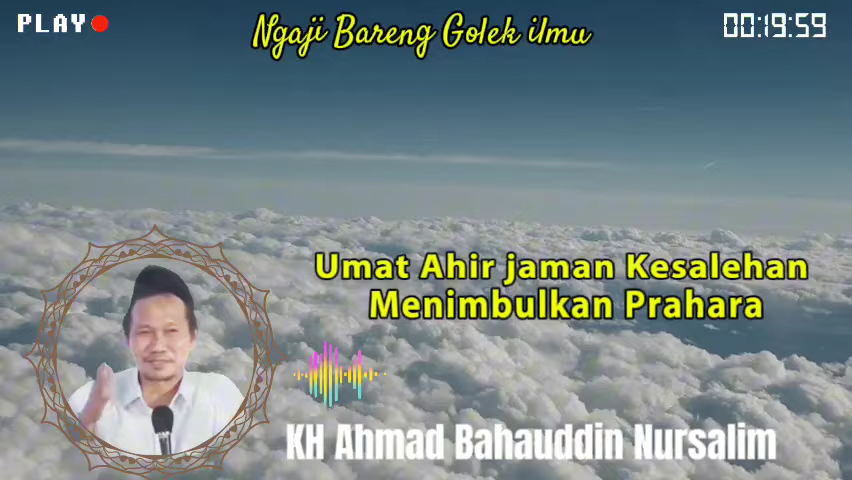 PLAY
00:19:59
Ngaji Bareng Golek ilmu
Umat Ahir jaman Kesalehan
Menimbulkan Prahara
KH Ahmad Bahauddin Nursalim